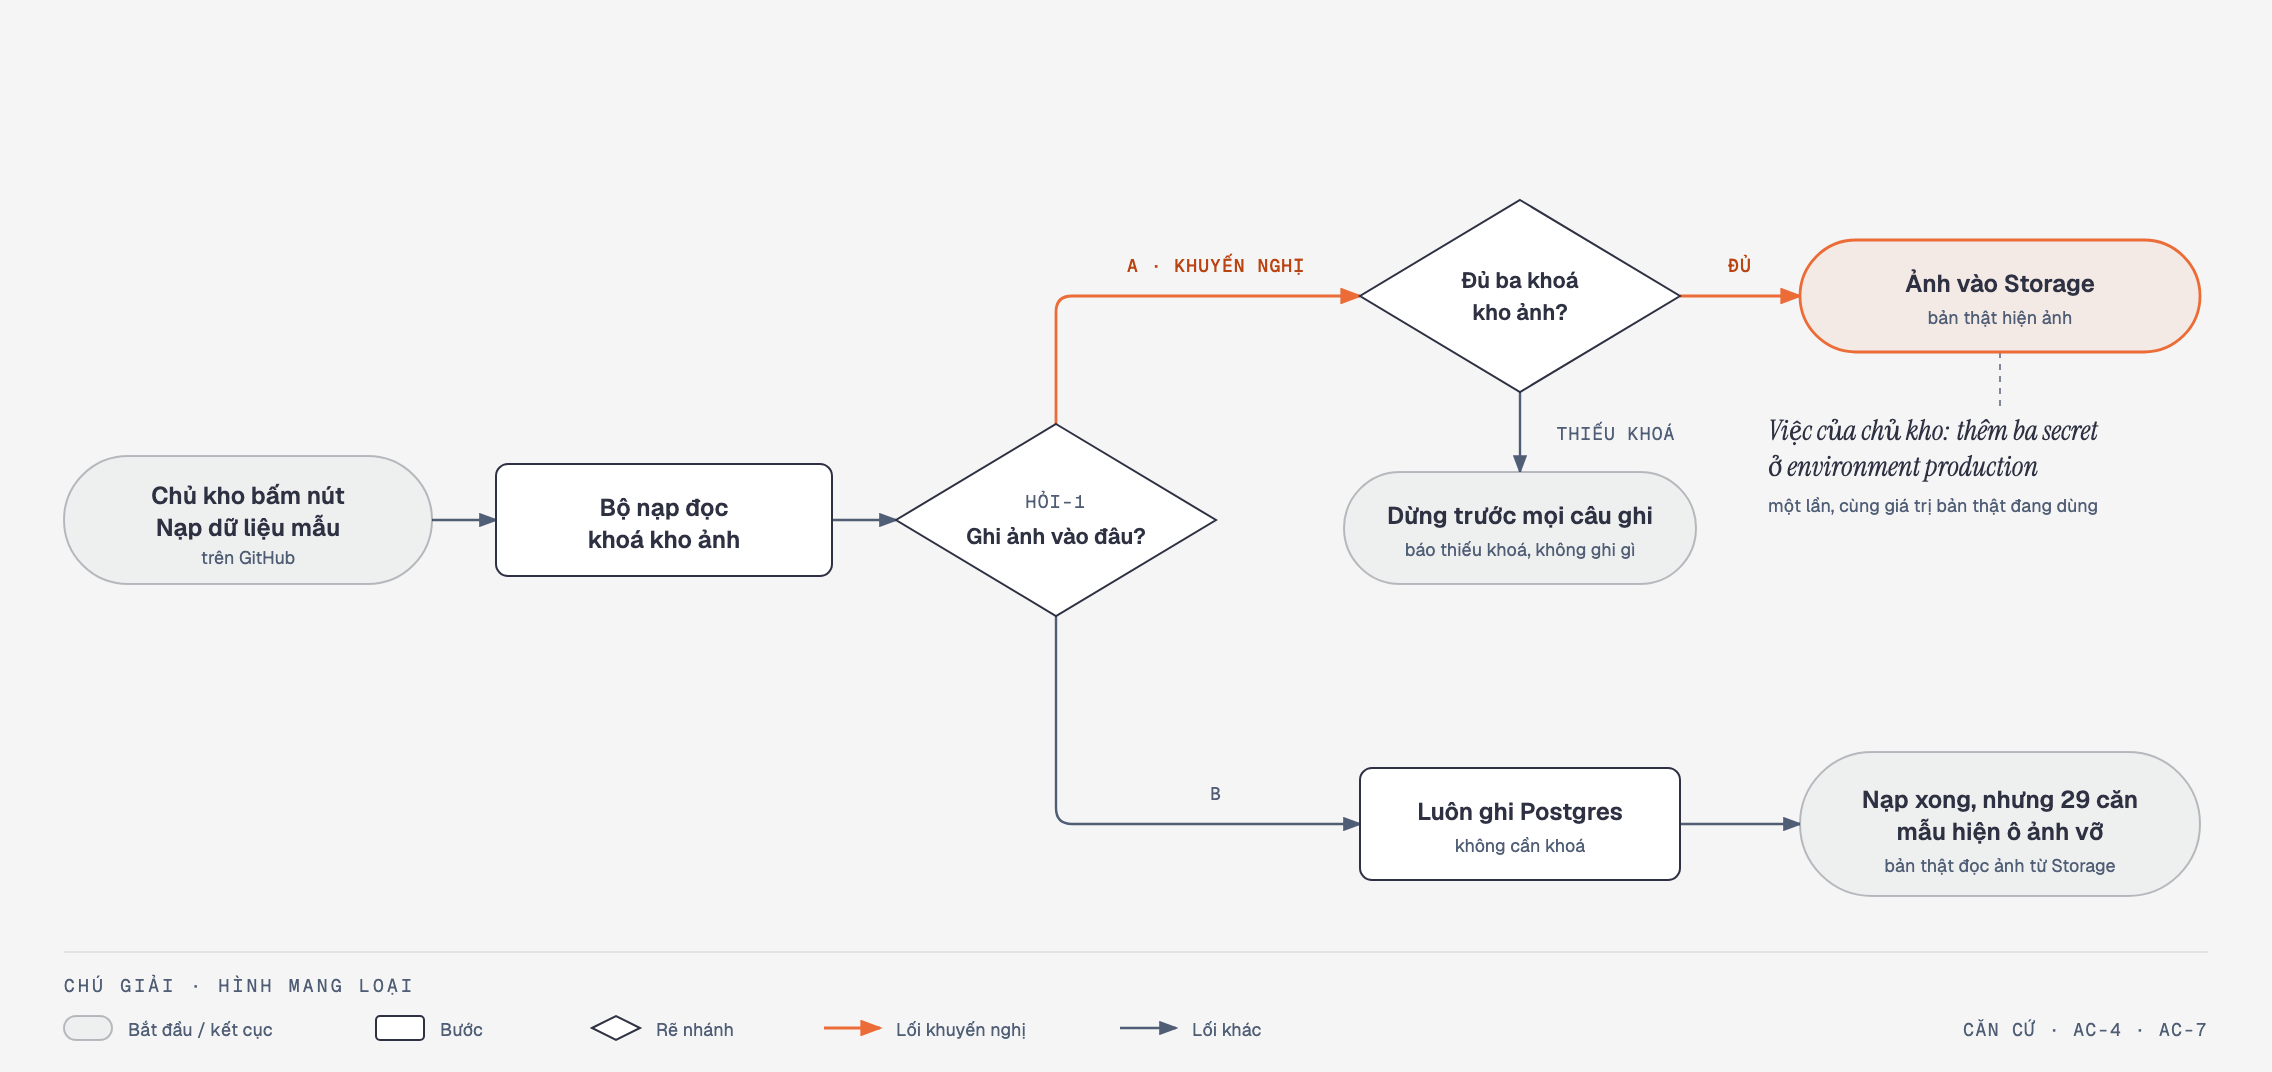 Chủ kho bấm nút
Nạp dữ liệu mẫu
trên GitHub
Bộ nạp đọc
khoá kho ảnh
HỎI-1
Ghi ảnh vào đâu?
A · KHUYẾN NGHỊ
Đủ ba khoá
kho ảnh?
ĐỦ
Ảnh vào Storage
bản thật hiện ảnh
Việc của chủ kho: thêm ba secret
ở environment production
một lần, cùng giá trị bản thật đang dùng
THIẾU KHOÁ
Dừng trước mọi câu ghi
báo thiếu khoá, không ghi gì
B
Luôn ghi Postgres
không cần khoá
Nạp xong, nhưng 29 căn
mẫu hiện ô ảnh vỡ
bản thật đọc ảnh từ Storage
CHÚ GIẢI · HÌNH MANG LOẠI
Bắt đầu / kết cục
Bước
Rẽ nhánh
Lối khuyến nghị
Lối khác
CĂN CỨ · AC-4 · AC-7